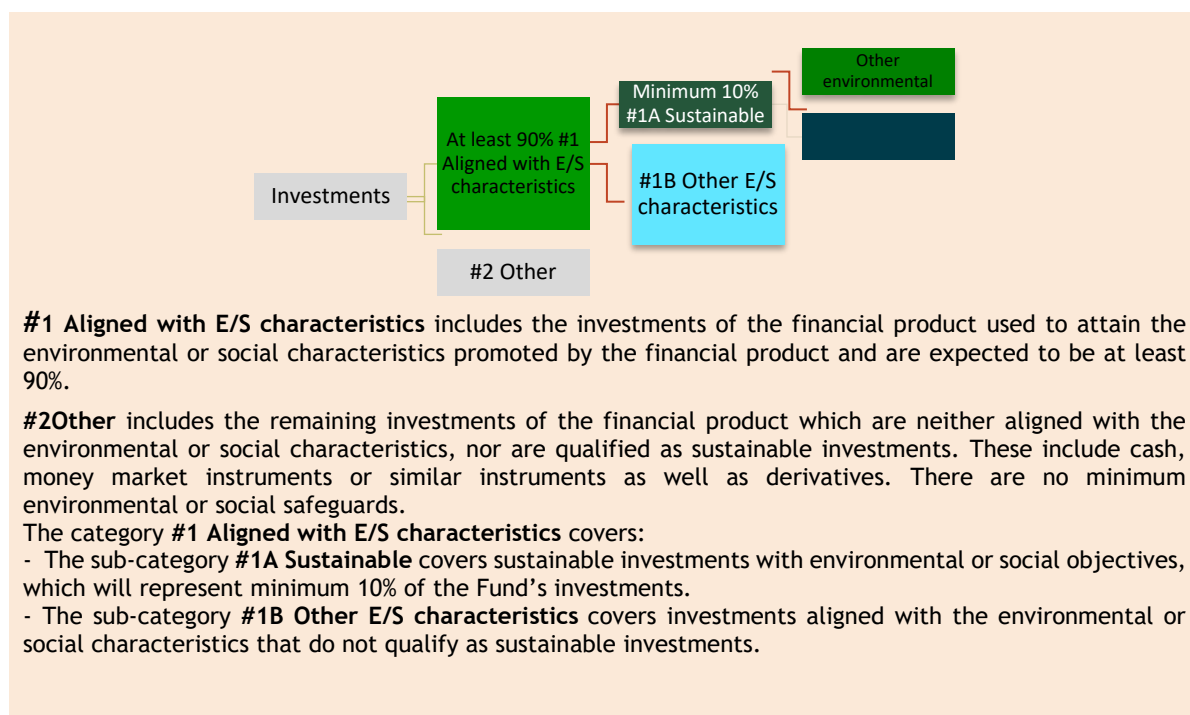 Other
environmental
Minimum 10%
#1A Sustainable
At least 90% #1
Aligned with E/S
characteristics
#1B Other E/S
characteristics
Investments
#2 Other
#1 Aligned with E/S characteristics includes the investments of the financial product used to attain the
environmental or social characteristics promoted by the financial product and are expected to be at least
90%.
#2Other includes the remaining investments of the financial product which are neither aligned with the
environmental or social characteristics, nor are qualified as sustainable investments. These include cash,
money market instruments or similar instruments as well as derivatives. There are no minimum
environmental or social safeguards.
The category #1 Aligned with E/S characteristics covers:
- The sub-category #1A Sustainable covers sustainable investments with environmental or social objectives,
which will represent minimum 10% of the Fund’s investments.
- The sub-category #1B Other E/S characteristics covers investments aligned with the environmental or
social characteristics that do not qualify as sustainable investments.